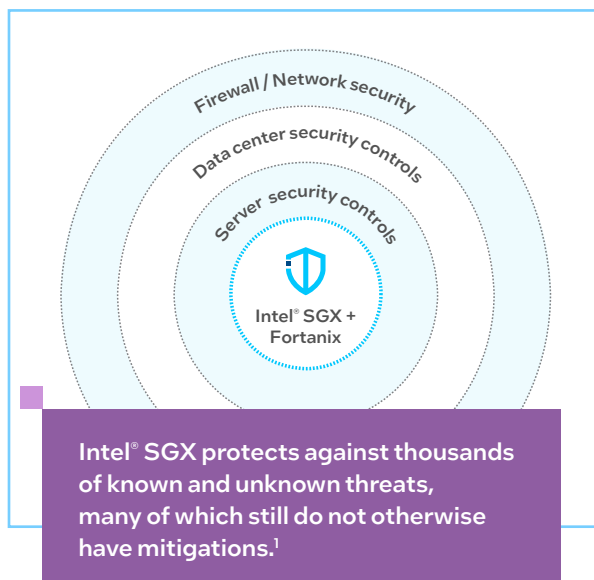 Firewall / Network security
Data center security controls
Server security controls
Intel® SGX +
Fortanix
Intel® SGX protects against thousands
of known and unknown threats,
many of which still do not otherwise
have mitigations.¹